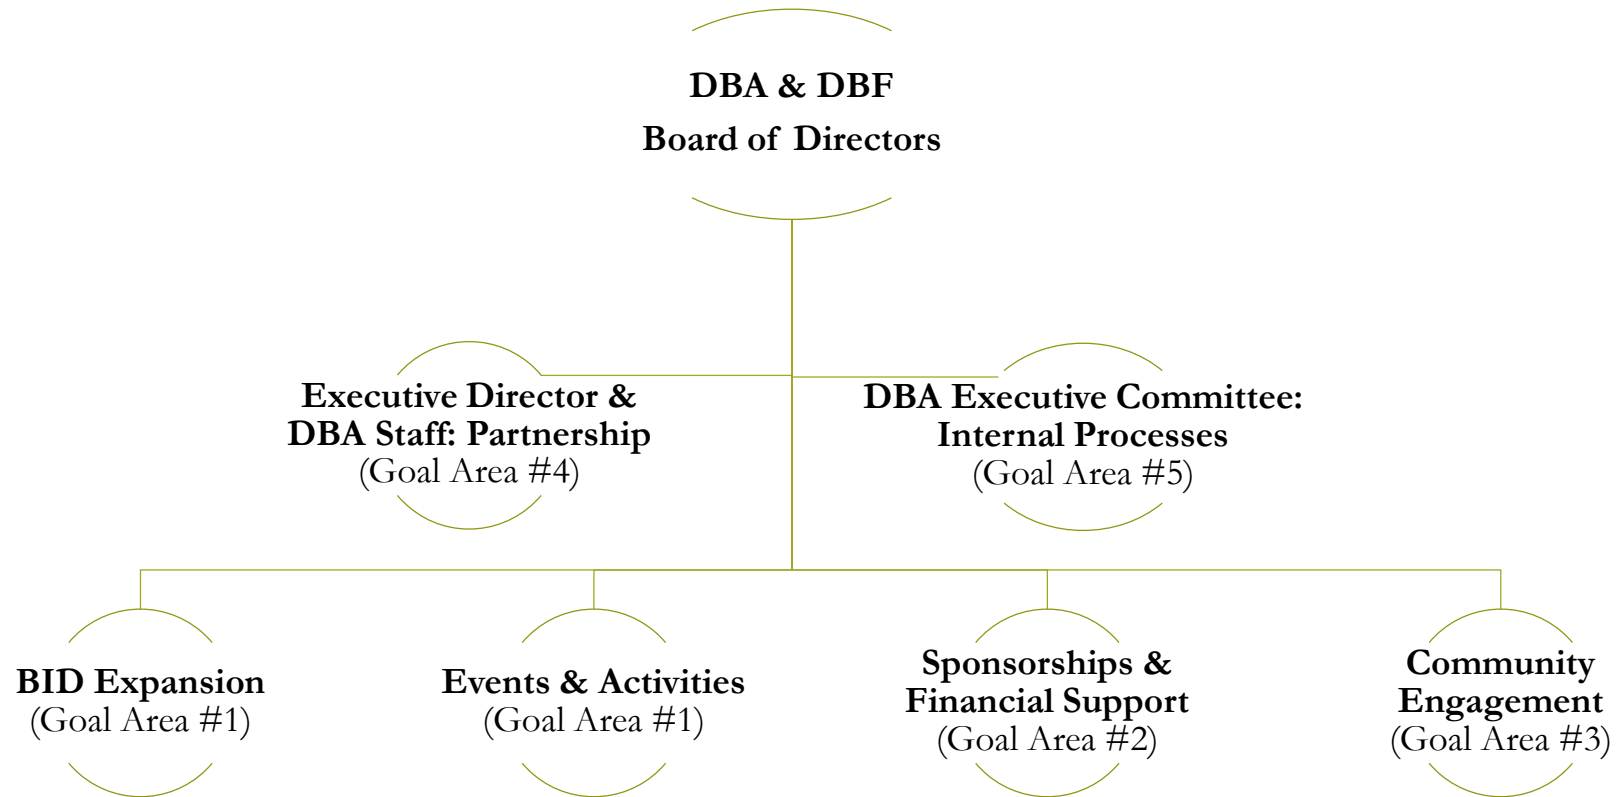 DBA & DBF
Board of Directors
Executive Director &
DBA Staff: Partnership
(Goal Area #4)
DBA Executive Committee:
Internal Processes
(Goal Area #5)
BID Expansion
(Goal Area #1)
Events & Activities
(Goal Area #1)
Sponsorships &
Financial Support
(Goal Area #2)
Community
Engagement
(Goal Area #3)